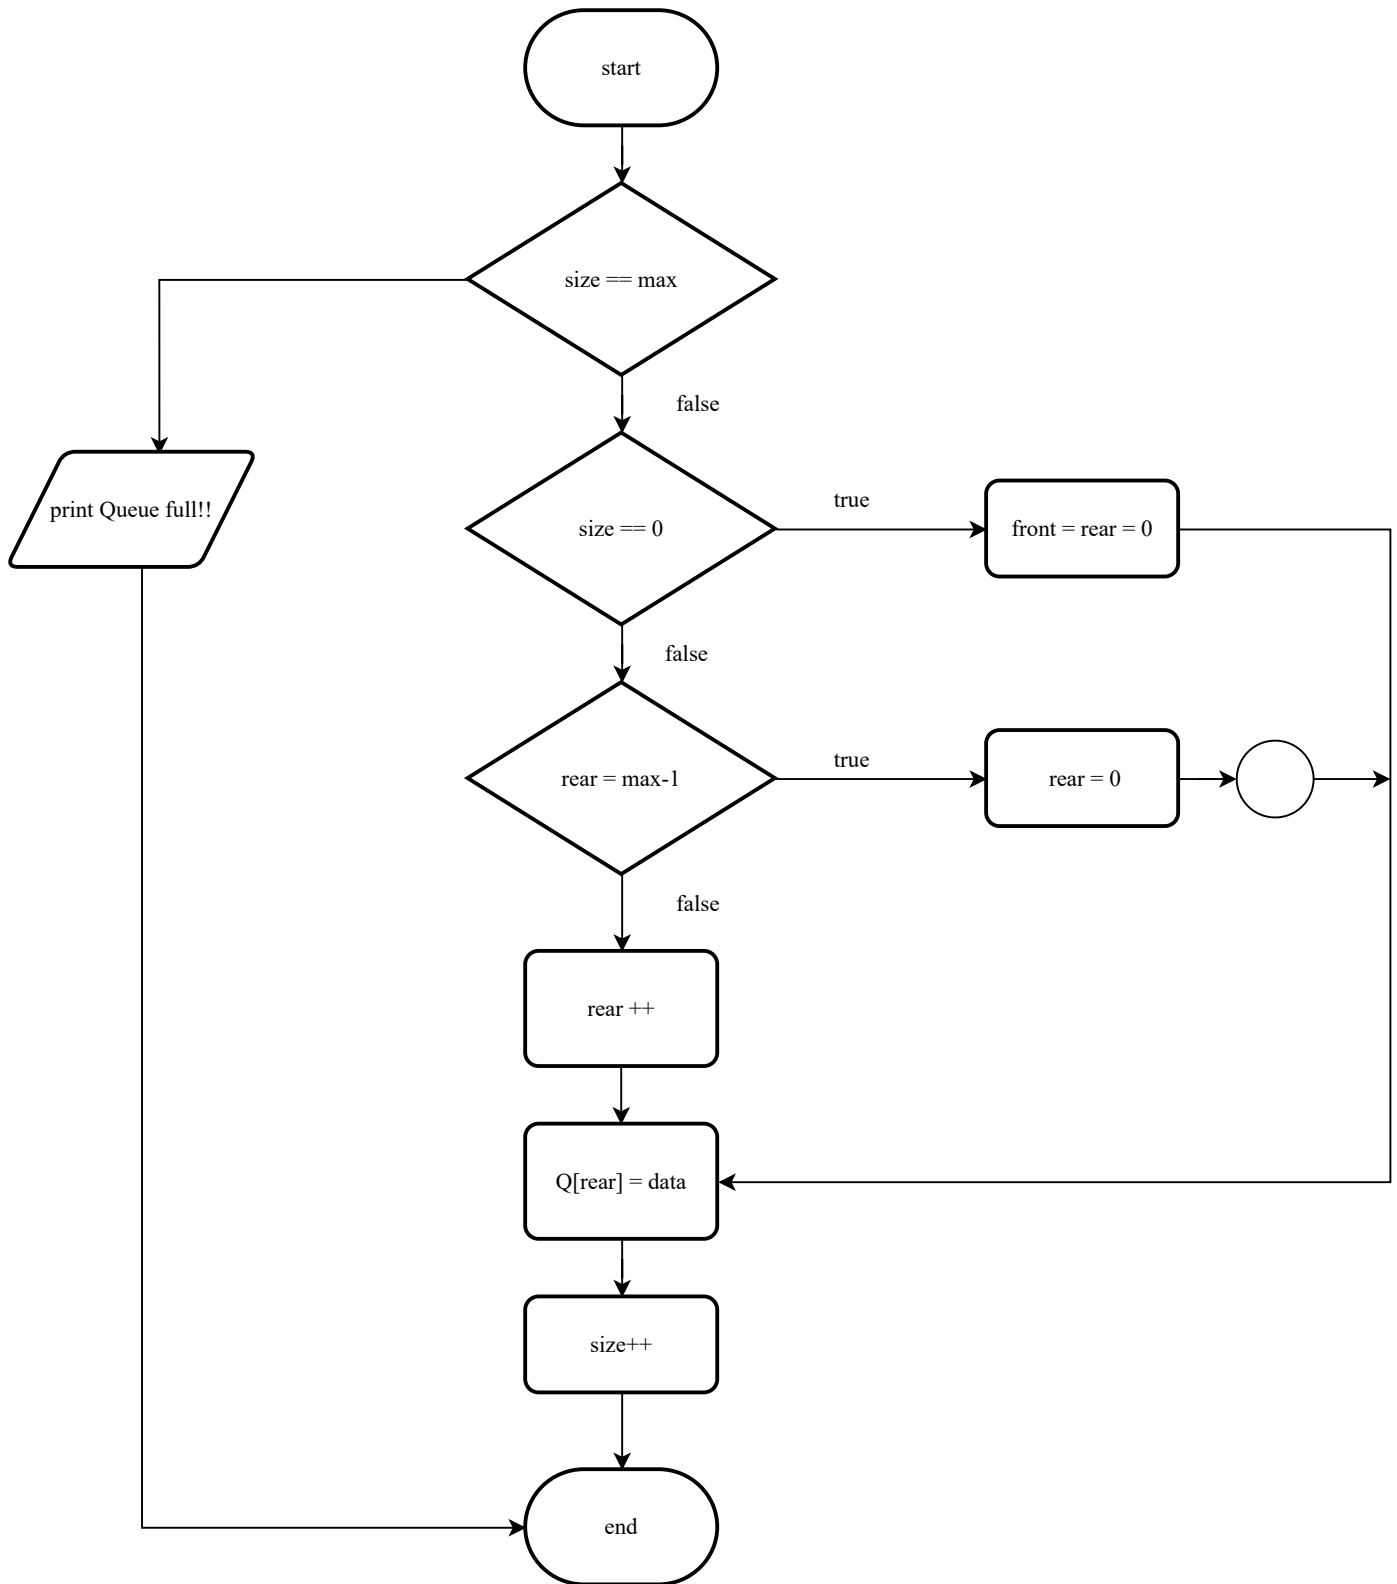 start
size == max
false
print Queue full!!
size == 0
true
front = rear = 0
false
rear = max-1
true
rear = 0
false
rear ++
Q[rear] = data
size++
end